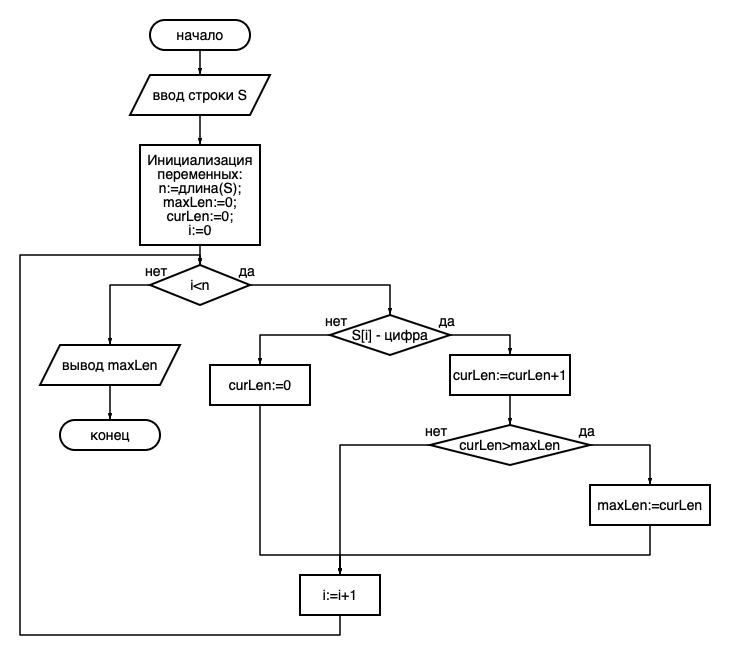 начало
ввод строки S
Инициализация
переменных:
n:=длина(S);
maxLen:=0;
curLen:=0;
i:=0
нет
i<n
да
нет
S[i] - цифра
да
вывод maxLen
curLen:=0
curLen:=curLen+1
конец
нет
curLen>maxLen
да
maxLen:=curLen
i:=i+1